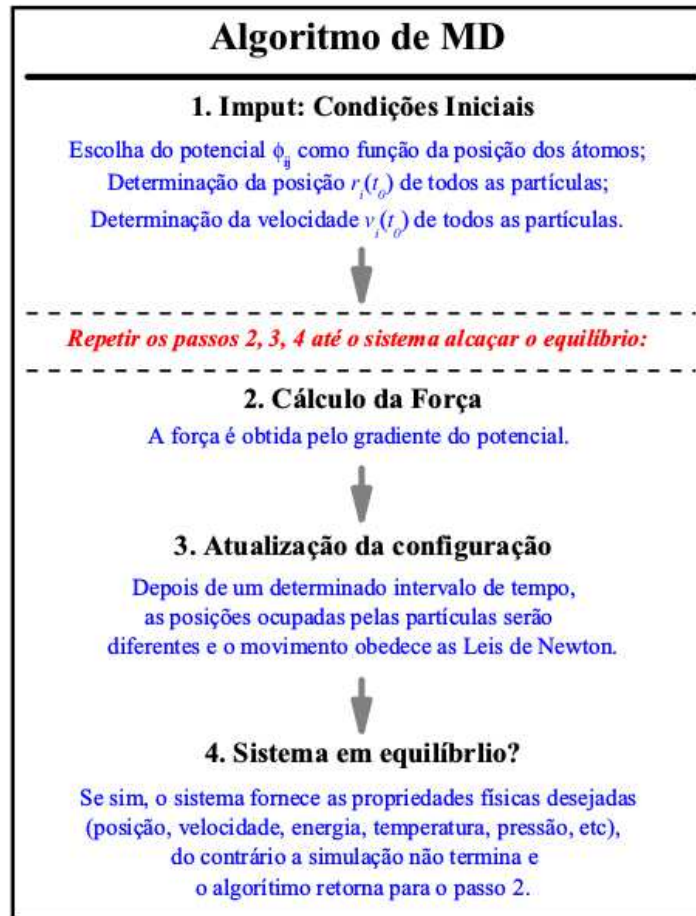 Algoritmo de MD
1. Imput: Condições Iniciais
Escolha do potencial ϕij como função da posição dos átomos;
Determinação da posição ri(t0) de todos as partículas;
Determinação da velocidade vi(t0) de todos as partículas.
Repetir os passos 2, 3, 4 até o sistema alcaçar o equilíbrio:
2. Cálculo da Força
A força é obtida pelo gradiente do potencial.
3. Atualização da configuração
Depois de um determinado intervalo de tempo,
as posições ocupadas pelas partículas serão
diferentes e o movimento obedece as Leis de Newton.
4. Sistema em equilíbrlio?
Se sim, o sistema fornece as propriedades físicas desejadas
(posição, velocidade, energia, temperatura, pressão, etc),
do contrário a simulação não termina e
o algorítimo retorna para o passo 2.